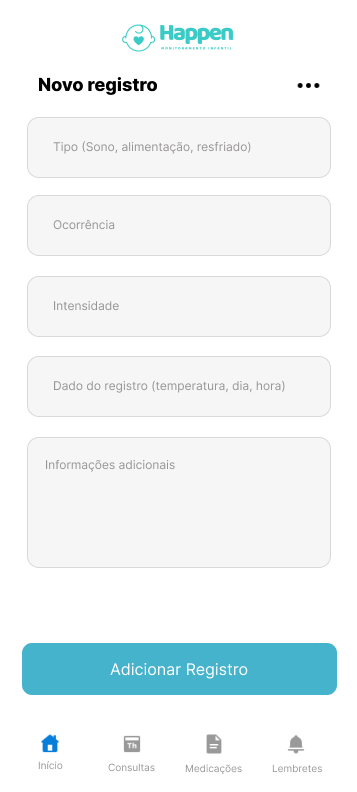 Happen
MONITORAMENTO INFANTIL
Novo registro
Tipo (Sono, alimentação, resfriado)
Ocorrência
Intensidade
Dado do registro (temperatura, dia, hora)
Informações adicionais
Adicionar Registro
Th
Início
Consultas
Medicações
Lembretes